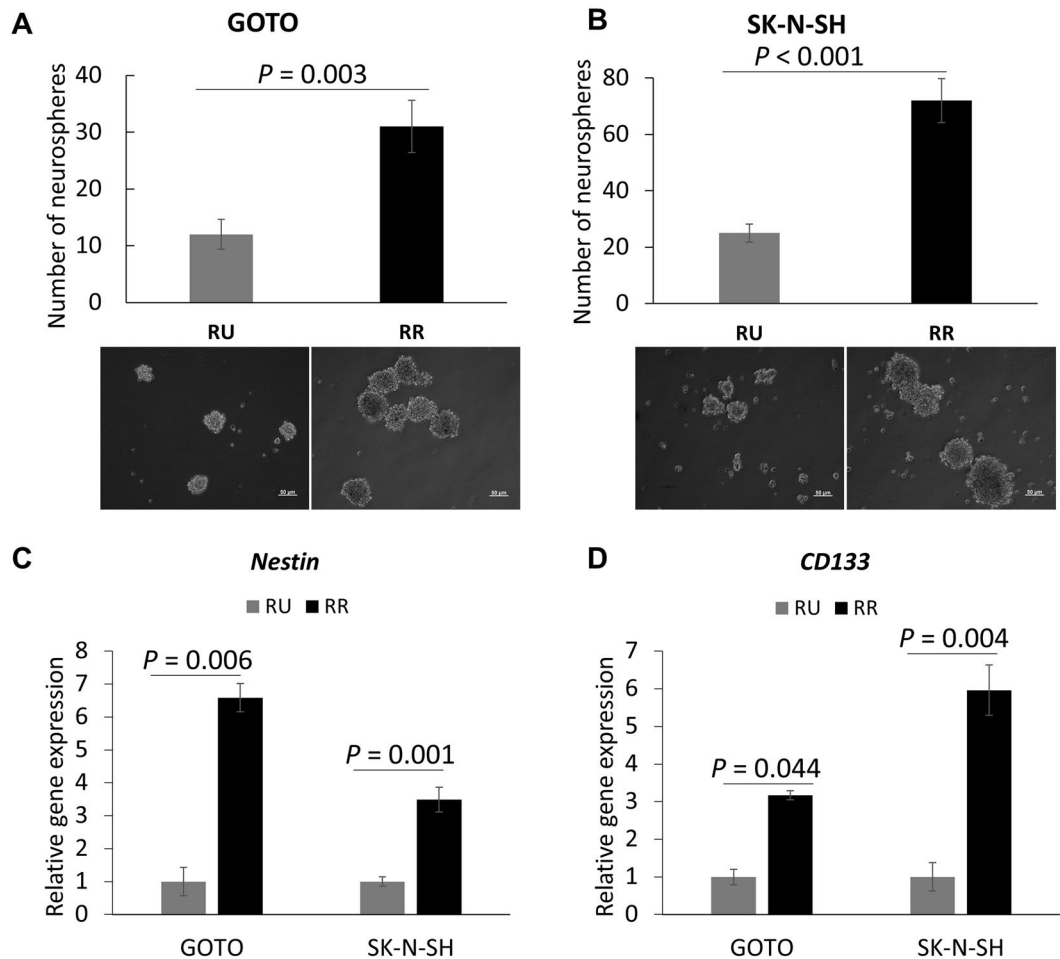 A
GOTO
P = 0.003
40
30
20
10
0
Number of neurospheres
RU
RR
50 µm
50 µm
B
SK-N-SH
P < 0.001
80
60
40
20
0
Number of neurospheres
RU
RR
50 µm
50 µm
C
Nestin
RU RR
8
7
6
5
4
3
2
1
0
Relative gene expression
P = 0.006
P = 0.001
GOTO
SK-N-SH
D
CD133
RU RR
7
6
5
4
3
2
1
0
Relative gene expression
P = 0.044
P = 0.004
GOTO
SK-N-SH